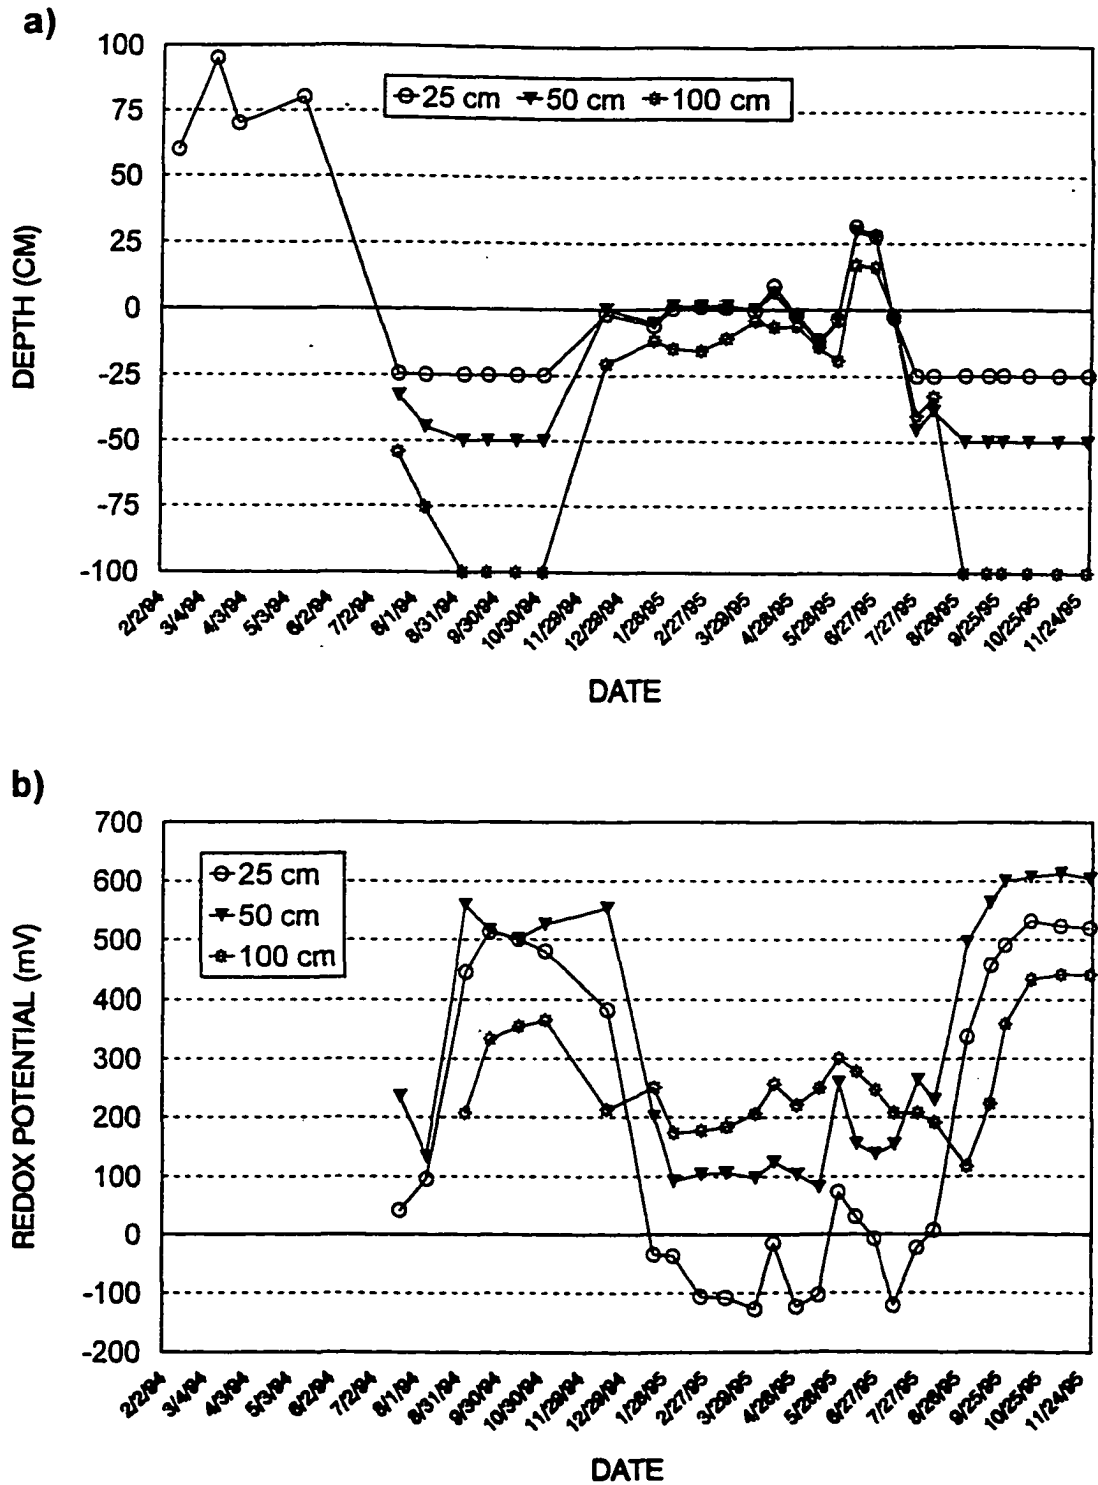 a)
100
75
50
25
0
-25
-50
-75
-100
DEPTH (CM)
25 cm 50 cm 100 cm
2/2/94 3/4/94 4/3/94 5/3/94 6/2/94 7/2/94 8/1/94 8/31/94 9/30/94 10/30/94 11/29/94 12/29/94 1/28/95 2/27/95 3/29/95 4/28/95 5/28/95 6/27/95 7/27/95 8/26/95 9/25/95 10/25/95 11/24/95
DATE
b)
700
600
500
400
300
200
100
0
-100
-200
REDOX POTENTIAL (mV)
25 cm
50 cm
100 cm
2/2/94 3/4/94 4/3/94 5/3/94 6/2/94 7/2/94 8/1/94 8/31/94 9/30/94 10/30/94 11/29/94 12/29/94 1/28/95 2/27/95 3/29/95 4/28/95 5/28/95 6/27/95 7/27/95 8/26/95 9/25/95 10/25/95 11/24/95
DATE